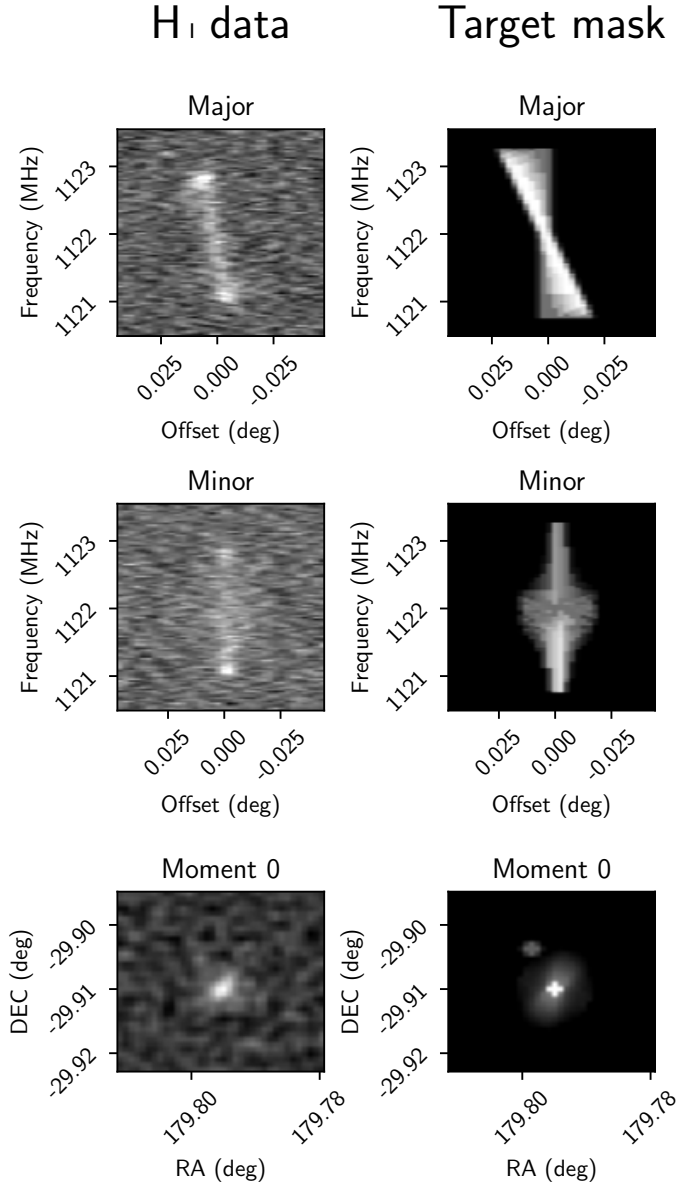 H I data Target mask
Major Major
Frequency (MHz) 1123 1122 1121 Frequency (MHz) 1123 1122 1121
0.025 0.000 -0.025 0.025 0.000 -0.025
Offset (deg) Offset (deg)
Minor Minor
Frequency (MHz) 1123 1122 1121 Frequency (MHz) 1123 1122 1121
0.025 0.000 -0.025 0.025 0.000 -0.025
Offset (deg) Offset (deg)
Moment 0 Moment 0
DEC (deg) -29.90 -29.91 -29.92 DEC (deg) -29.90 -29.91 -29.92
179.80 179.78 179.80 179.78
RA (deg) RA (deg)